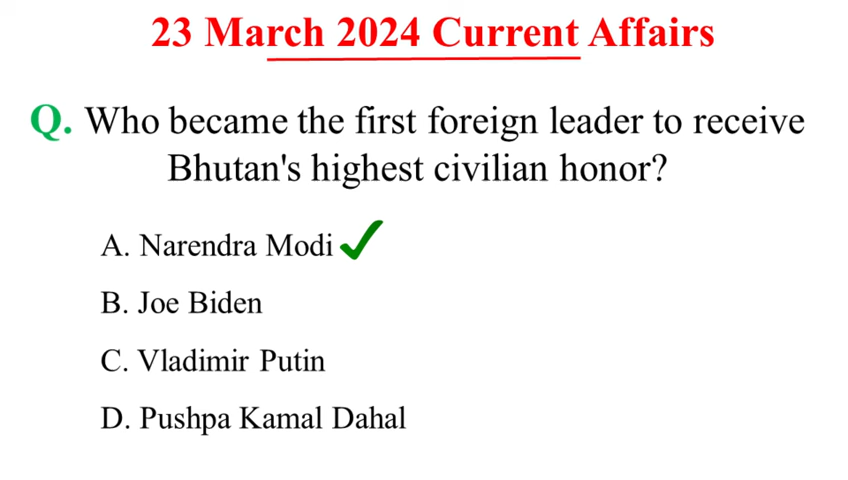 23 March 2024 Current Affairs
Q. Who became the first foreign leader to receive
Bhutan's highest civilian honor?
A. Narendra Modi
B. Joe Biden
C. Vladimir Putin
D. Pushpa Kamal Dahal